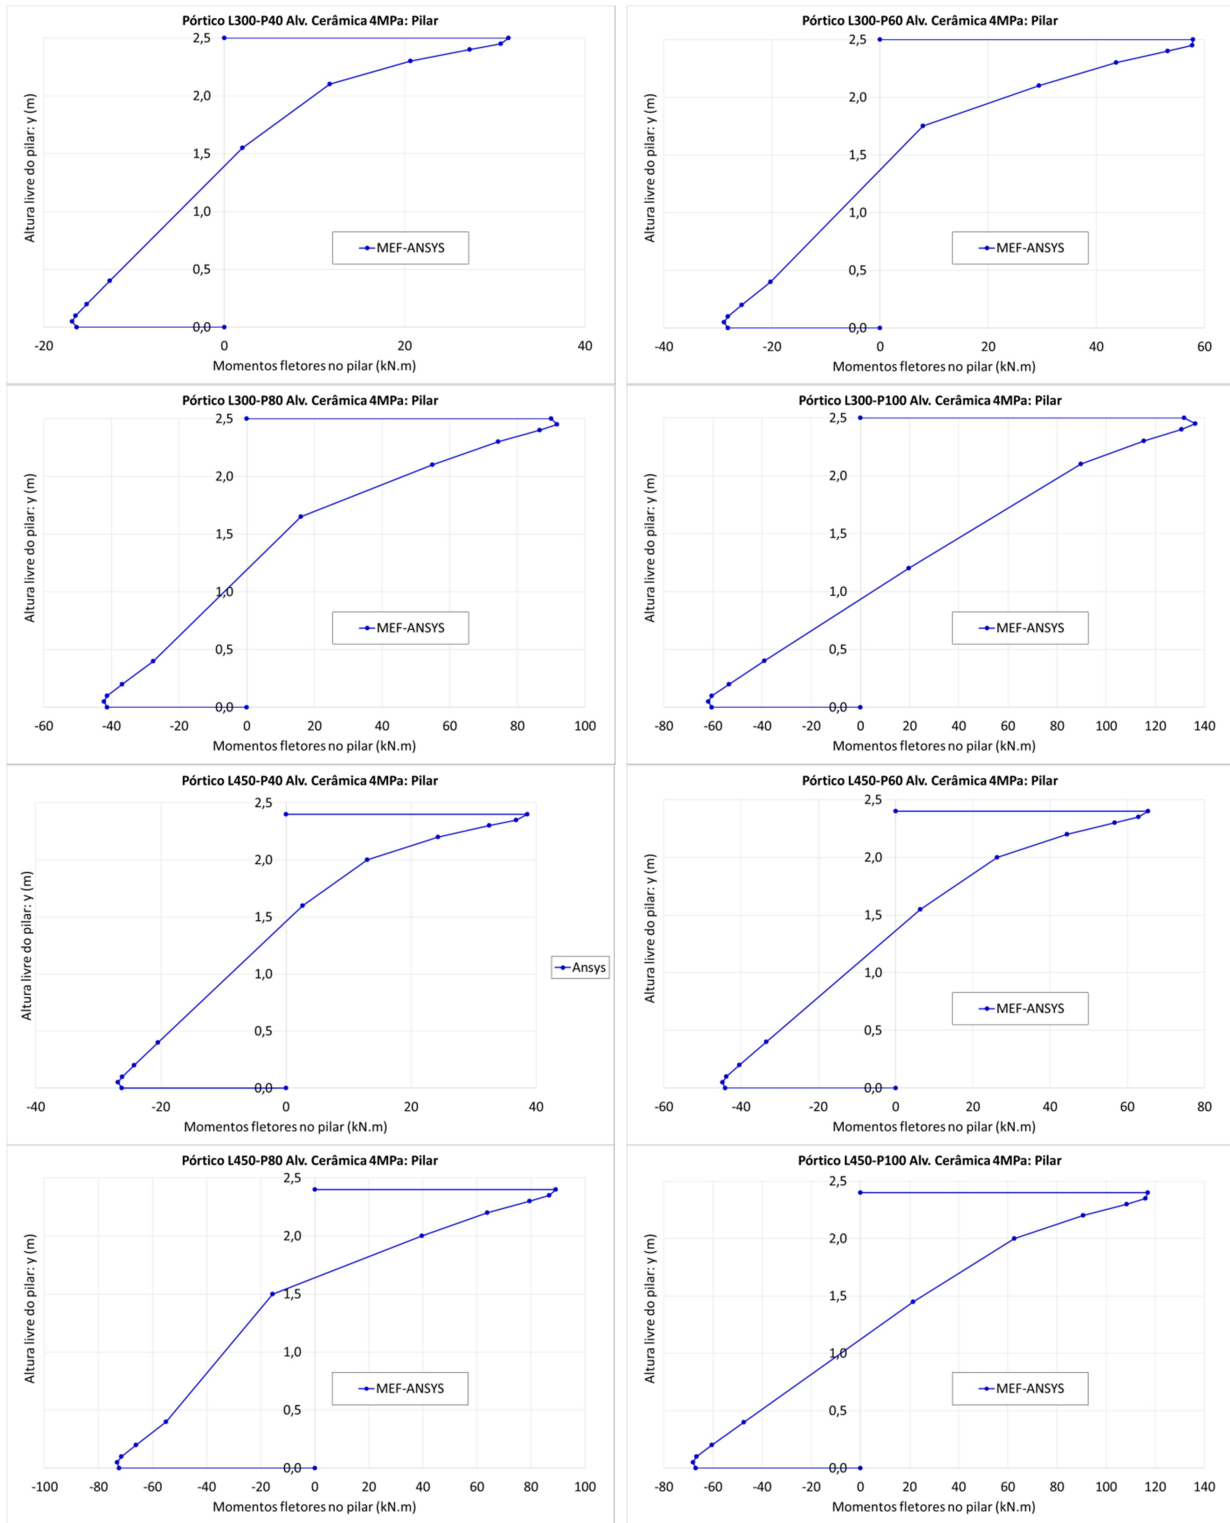 Pórtico L300-P40 Alv. Cerâmica 4MPa: Pilar
Altura livre do pilar: y (m)
2,5
2,0
1,5
1,0
0,5
0,0
MEF-ANSYS
-20 0 20 40
Momentos fletores no pilar (kN.m)
Pórtico L300-P60 Alv. Cerâmica 4MPa: Pilar
Altura livre do pilar: y (m)
2,5
2,0
1,5
1,0
0,5
0,0
MEF-ANSYS
-40 -20 0 20 40 60
Momentos fletores no pilar (kN.m)
Pórtico L300-P80 Alv. Cerâmica 4MPa: Pilar
Altura livre do pilar: y (m)
2,5
2,0
1,5
1,0
0,5
0,0
MEF-ANSYS
-60 -40 -20 0 20 40 60 80 100
Momentos fletores no pilar (kN.m)
Pórtico L300-P100 Alv. Cerâmica 4MPa: Pilar
Altura livre do pilar: y (m)
2,5
2,0
1,5
1,0
0,5
0,0
MEF-ANSYS
-80 -60 -40 -20 0 20 40 60 80 100 120 140
Momentos fletores no pilar (kN.m)
Pórtico L450-P40 Alv. Cerâmica 4MPa: Pilar
Altura livre do pilar: y (m)
2,5
2,0
1,5
1,0
0,5
0,0
Ansys
-40 -20 0 20 40
Momentos fletores no pilar (kN.m)
Pórtico L450-P60 Alv. Cerâmica 4MPa: Pilar
Altura livre do pilar: y (m)
2,5
2,0
1,5
1,0
0,5
0,0
MEF-ANSYS
-60 -40 -20 0 20 40 60 80
Momentos fletores no pilar (kN.m)
Pórtico L450-P80 Alv. Cerâmica 4MPa: Pilar
Altura livre do pilar: y (m)
2,5
2,0
1,5
1,0
0,5
0,0
MEF-ANSYS
-100 -80 -60 -40 -20 0 20 40 60 80 100
Momentos fletores no pilar (kN.m)
Pórtico L450-P100 Alv. Cerâmica 4MPa: Pilar
Altura livre do pilar: y (m)
2,5
2,0
1,5
1,0
0,5
0,0
MEF-ANSYS
-80 -60 -40 -20 0 20 40 60 80 100 120 140
Momentos fletores no pilar (kN.m)